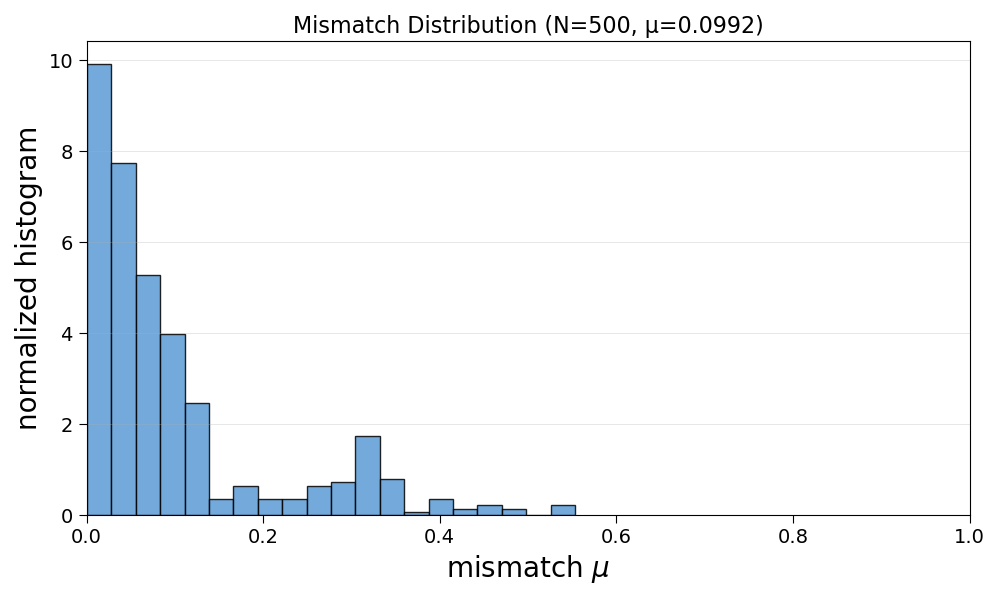 Mismatch Distribution (N=500, μ=0.0992)
normalized histogram
10
8
6
4
2
0
0.0 0.2 0.4 0.6 0.8 1.0
mismatch μ